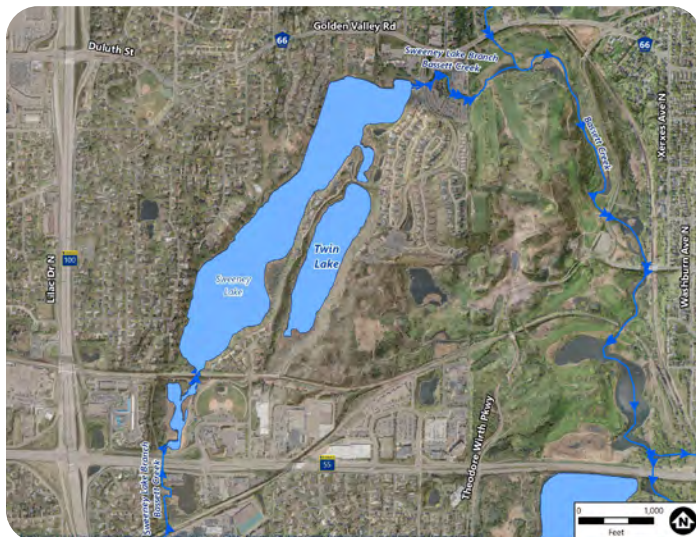 Golden Valley Rd
66
Duluth St
Sweeney Lake Branch
Bassett Creek
66
Xerxes Ave N
Bassett Creek
Twin
Lake
Sweeney
Lake
100
Lilac Dr N
Washburn Ave N
Theodore Wirth Pkwy
Sweeney Lake Branch
Bassett Creek
55
0 1,000
Feet
N